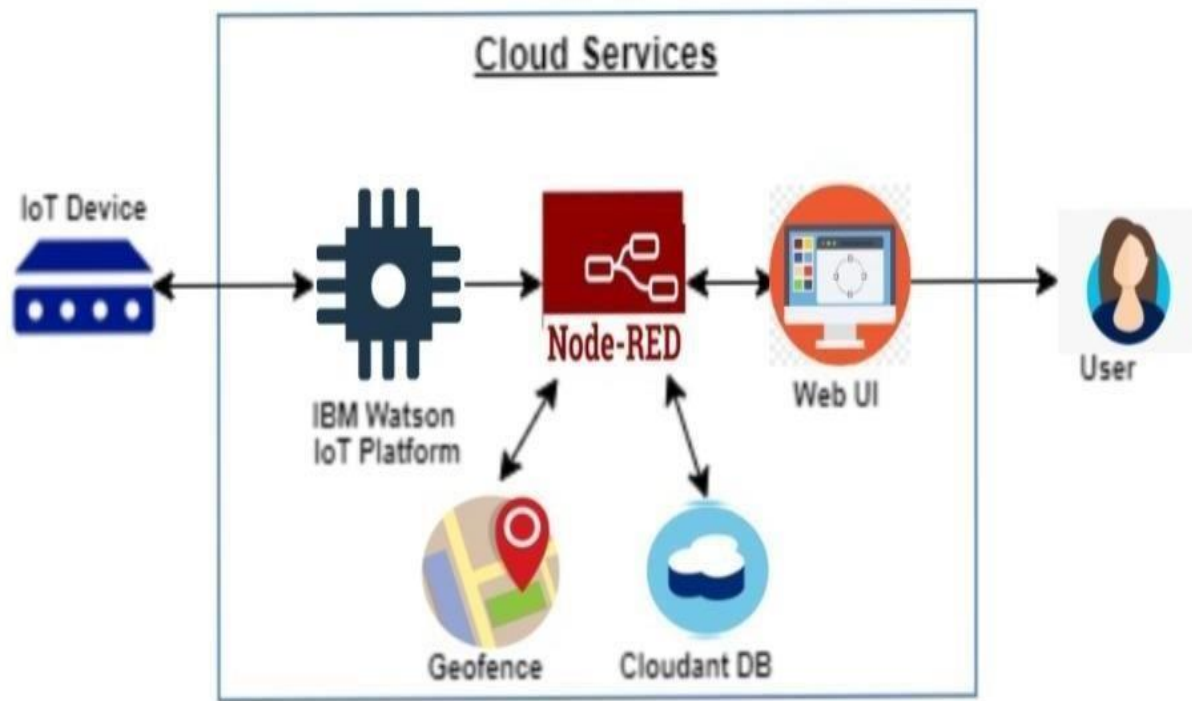 Cloud Services
IoT Device
Node-RED
Web UI
User
IBM Watson
IoT Platform
Geofence
Cloudant DB